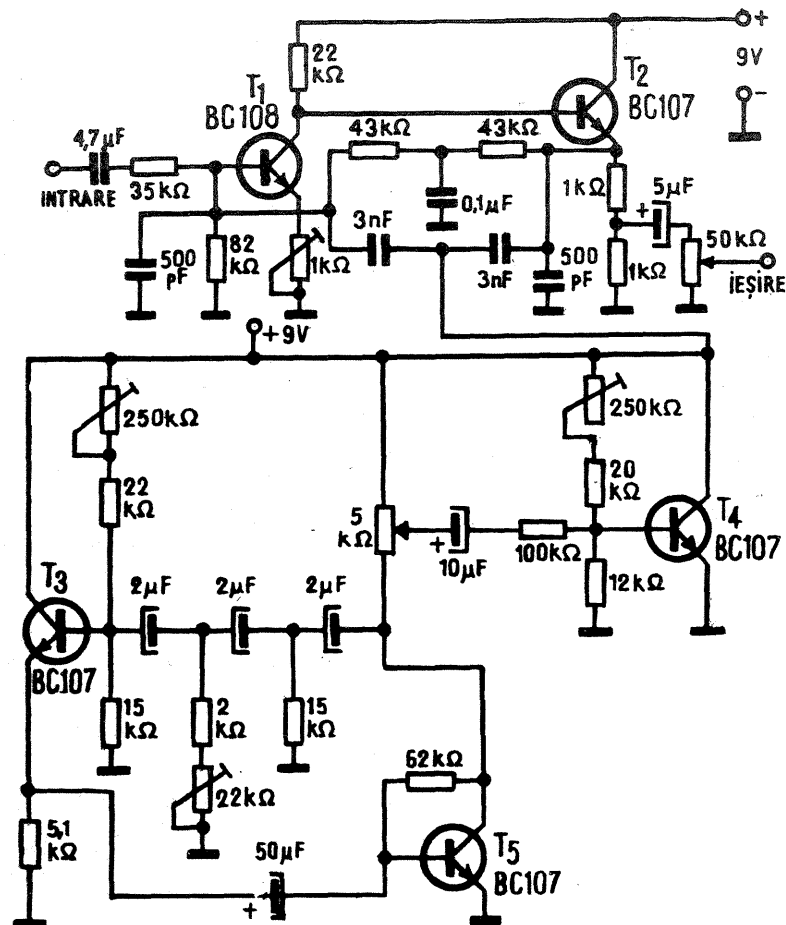 +
22
kΩ
9V
–
T1
BC108
T2
BC107
4,7µF
43kΩ
43kΩ
INTRARE
35kΩ
0,1µF
1kΩ
5µF
+
3nF
50kΩ
500
pF
82
kΩ
1kΩ
3nF
500
pF
1kΩ
IEŞIRE
+9V
250kΩ
250kΩ
22
kΩ
20
kΩ
5
kΩ
+
10µF
100kΩ
T4
BC107
12kΩ
T3
BC107
2µF
2µF
2µF
15
kΩ
2
kΩ
15
kΩ
22kΩ
62kΩ
5,1
kΩ
50µF
+
T5
BC107